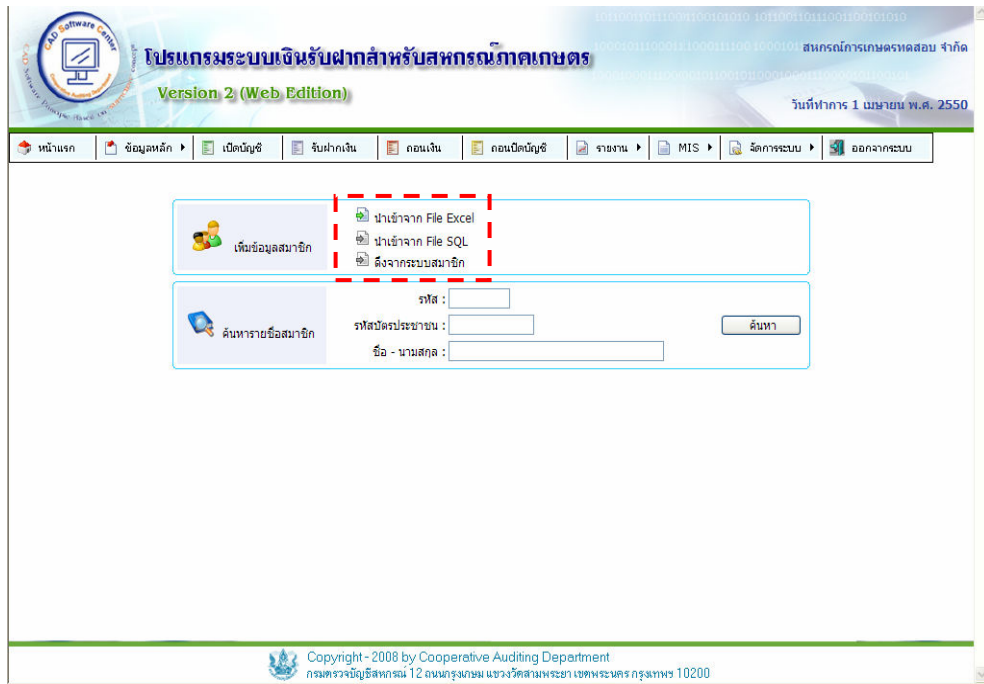 CAD Software Center
โปรแกรมระบบเงินรับฝากสำหรับสหกรณ์ภาคเกษตร
Version 2 (Web Edition)
สหกรณ์การเกษตรทดสอบ จำกัด
วันที่ทำการ 1 เมษายน พ.ศ. 2550
หน้าแรก ข้อมูลหลัก เปิดบัญชี รับฝากเงิน ถอนเงิน ถอนปิดบัญชี รายงาน MIS จัดการระบบ ออกจากระบบ
เพิ่มข้อมูลสมาชิก
นำเข้าจาก File Excel
นำเข้าจาก File SQL
ดึงจากระบบสมาชิก
ค้นหารายชื่อสมาชิก
รหัส :
รหัสบัตรประชาชน :
ชื่อ - นามสกุล :
ค้นหา
Copyright - 2008 by Cooperative Auditing Department
กรมตรวจบัญชีสหกรณ์ 12 ถนนกรุงเกษม แขวงวัดสามพระยา เขตพระนคร กรุงเทพฯ 10200